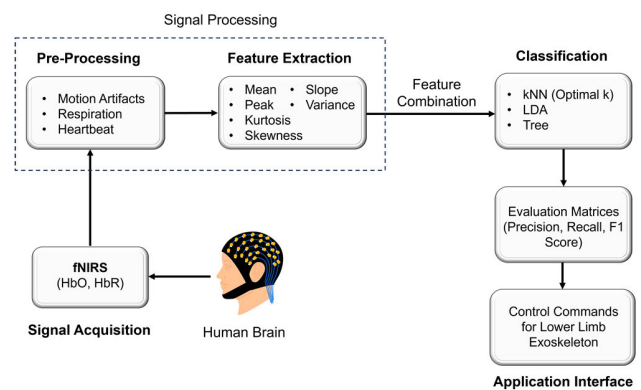 Signal Processing
Pre-Processing
• Motion Artifacts
• Respiration
• Heartbeat
Feature Extraction
• Mean • Slope
• Peak • Variance
• Kurtosis
• Skewness
Feature
Combination
Classification
• kNN (Optimal k)
• LDA
• Tree
Evaluation Matrices
(Precision, Recall, F1
Score)
fNIRS
(HbO, HbR)
Signal Acquisition
Human Brain
Control Commands
for Lower Limb
Exoskeleton
Application Interface